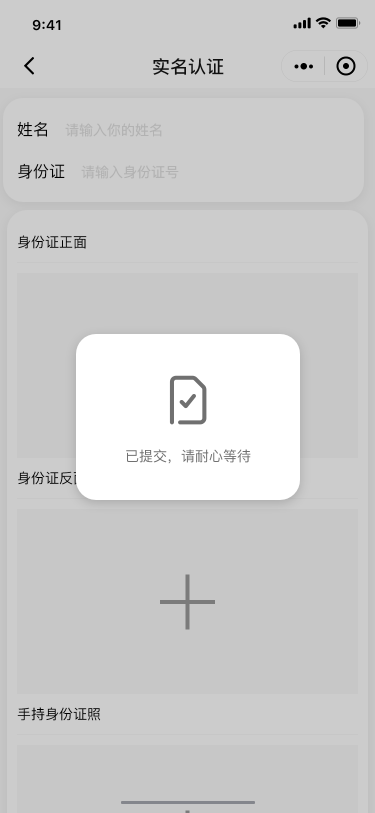 9:41
实名认证
姓名 请输入你的姓名
身份证 请输入身份证号
身份证正面
已提交，请耐心等待
身份证反
手持身份证照